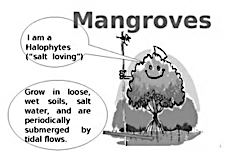 Mangroves
I am a
Halophytes
("salt loving")
Grow in loose,
wet soils, salt
water, and are
periodically
submerged by
tidal flows.